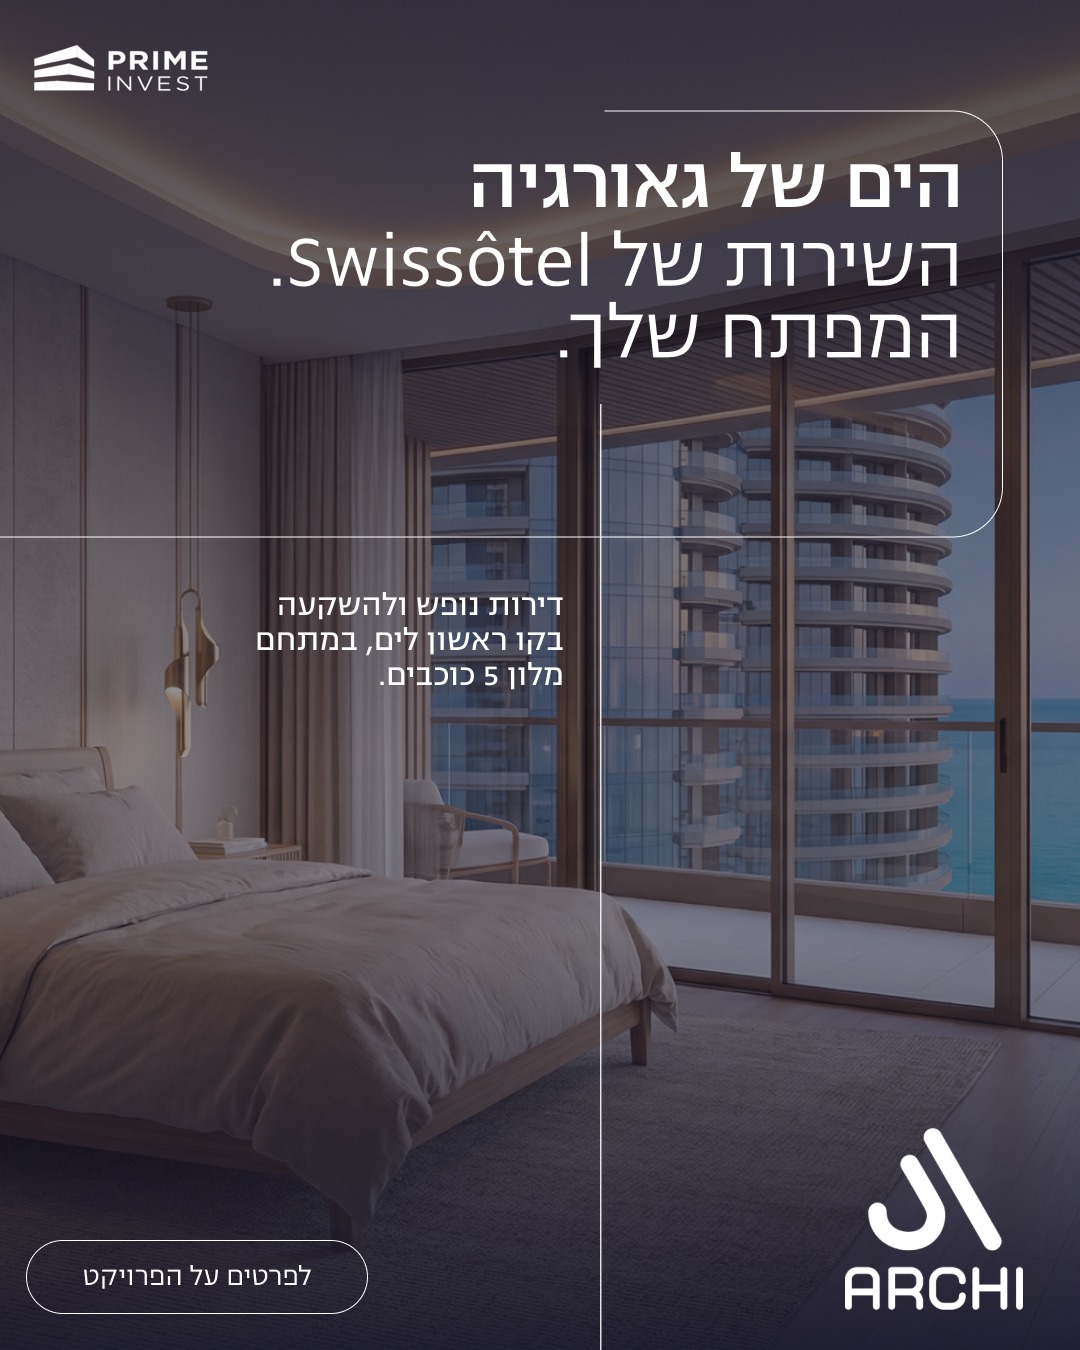 PRIME
INVEST
הים של גאורגיה
השירות של Swissôtel.
המפתח שלך.
דירות נופש ולהשקעה
בקו ראשון לים, במתחם
מלון 5 כוכבים.
לפרטים על הפרויקט
ARCHI